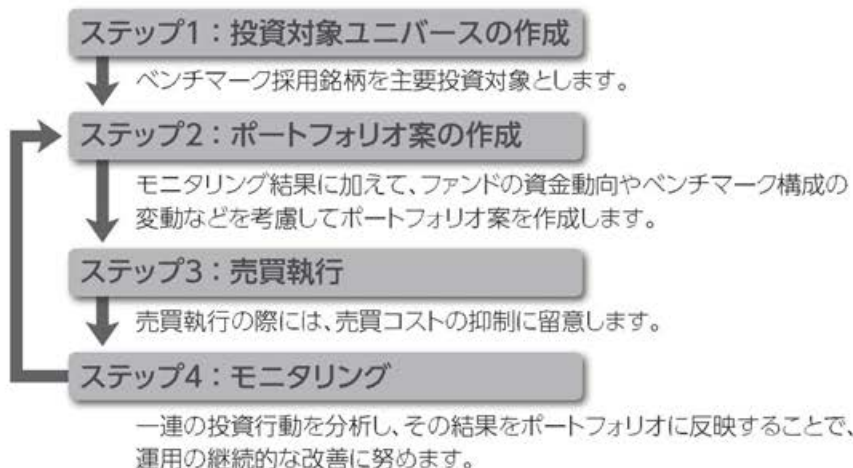 ステップ1：投資対象ユニバースの作成
ベンチマーク採用銘柄を主要投資対象とします。
ステップ2：ポートフォリオ案の作成
モニタリング結果に加えて、ファンドの資金動向やベンチマーク構成の
変動などを考慮してポートフォリオ案を作成します。
ステップ3：売買執行
売買執行の際には、売買コストの抑制に留意します。
ステップ4：モニタリング
一連の投資行動を分析し、その結果をポートフォリオに反映することで、
運用の継続的な改善に努めます。